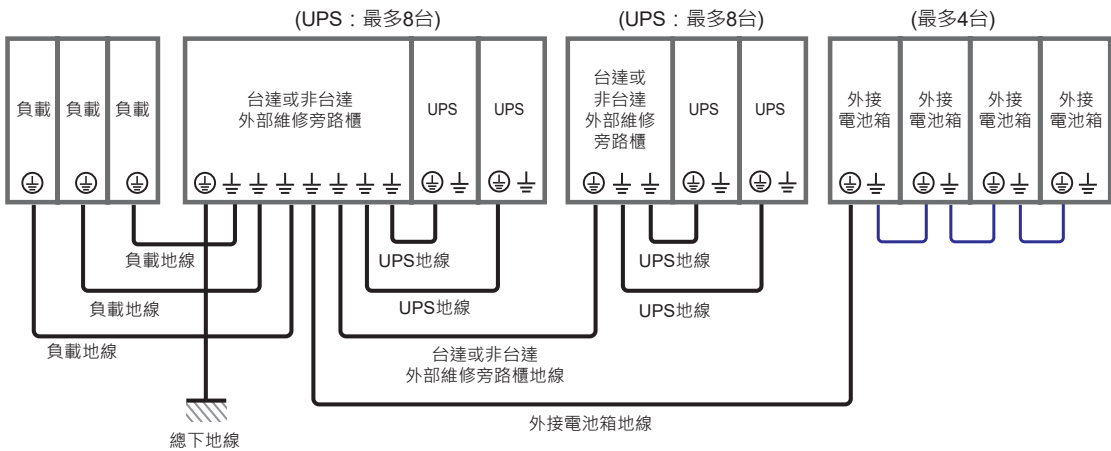 (UPS：最多8台)
(UPS：最多8台)
(最多4台)
負載
負載
負載
台達或非台達
外部維修旁路櫃
UPS
UPS
台達或
非台達
外部維修
旁路櫃
UPS
UPS
外接
電池箱
外接
電池箱
外接
電池箱
外接
電池箱
負載地線
UPS地線
UPS地線
負載地線
UPS地線
UPS地線
負載地線
台達或非台達
外部維修旁路櫃地線
外接電池箱地線
總下地線